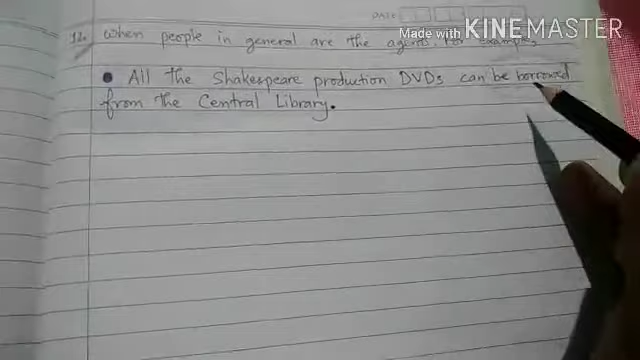 DATE
Made with KINEMASTER
12. When people in general are the agents. For example,
• All the Shakespeare production DVDs can be borrowed
from the Central Library.